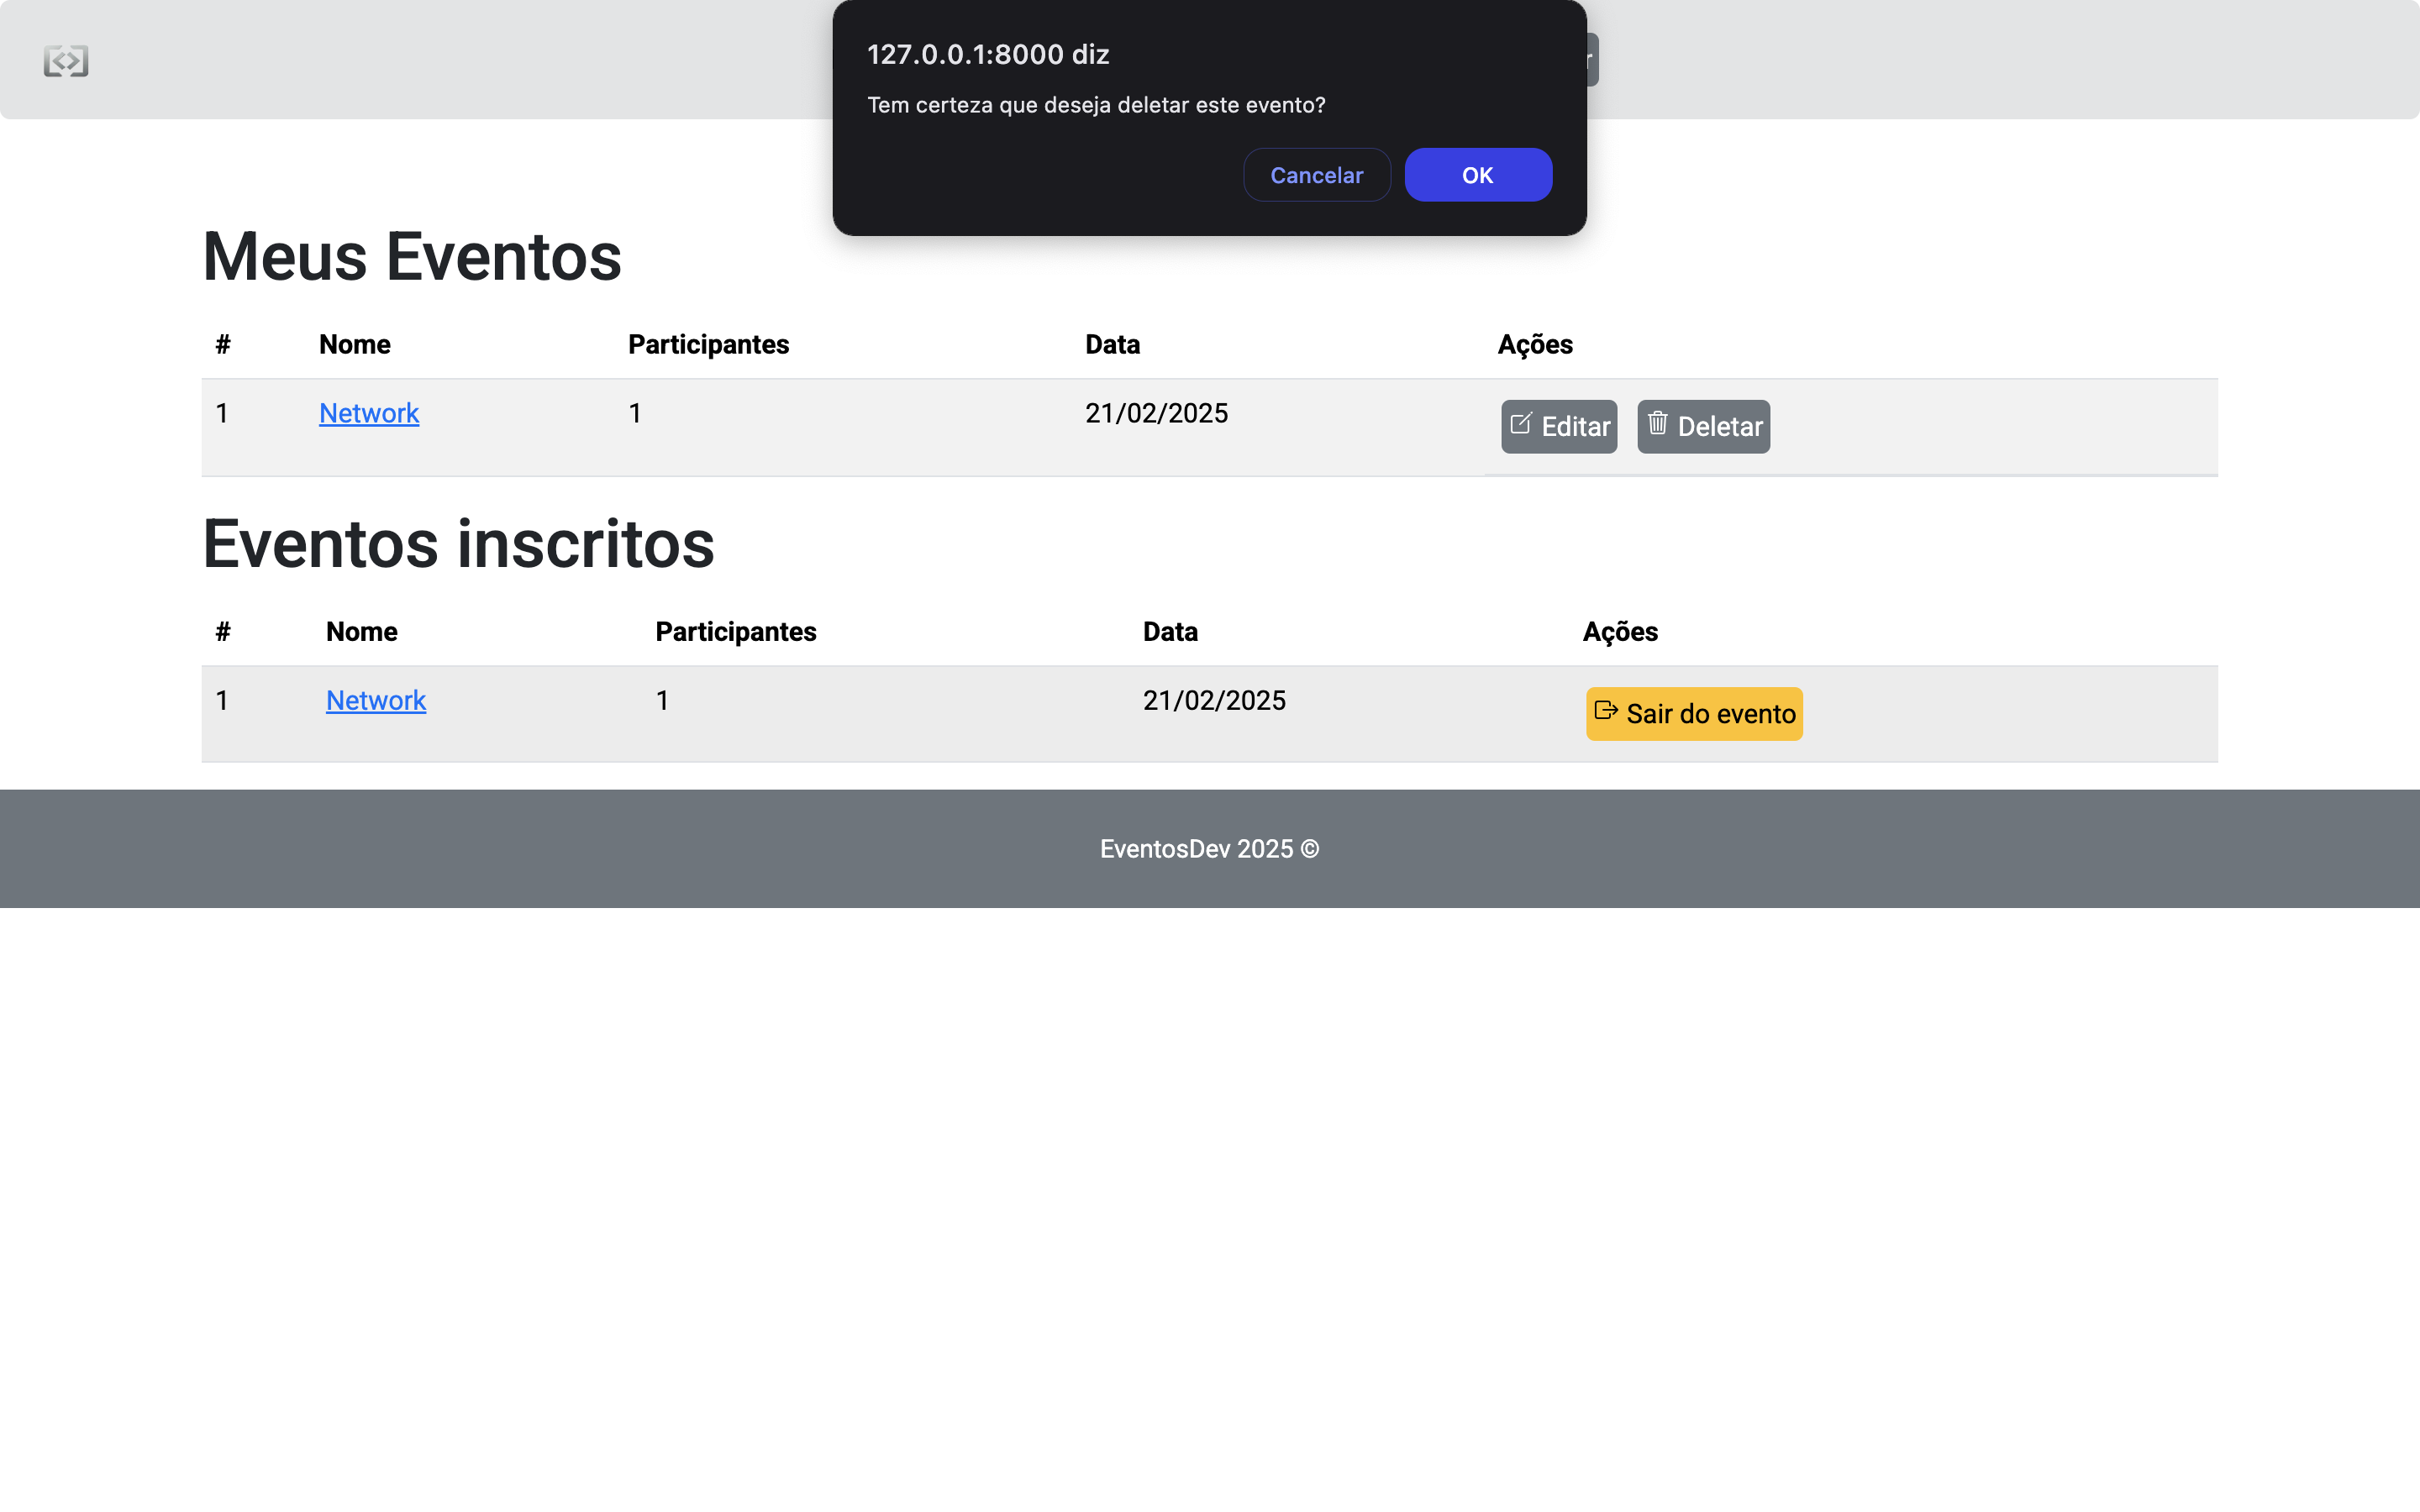 127.0.0.1:8000 diz
Tem certeza que deseja deletar este evento?
Cancelar OK
Meus Eventos
# Nome Participantes Data Ações
1 Network 1 21/02/2025 Editar Deletar
Eventos inscritos
# Nome Participantes Data Ações
1 Network 1 21/02/2025 Sair do evento
EventosDev 2025 ©